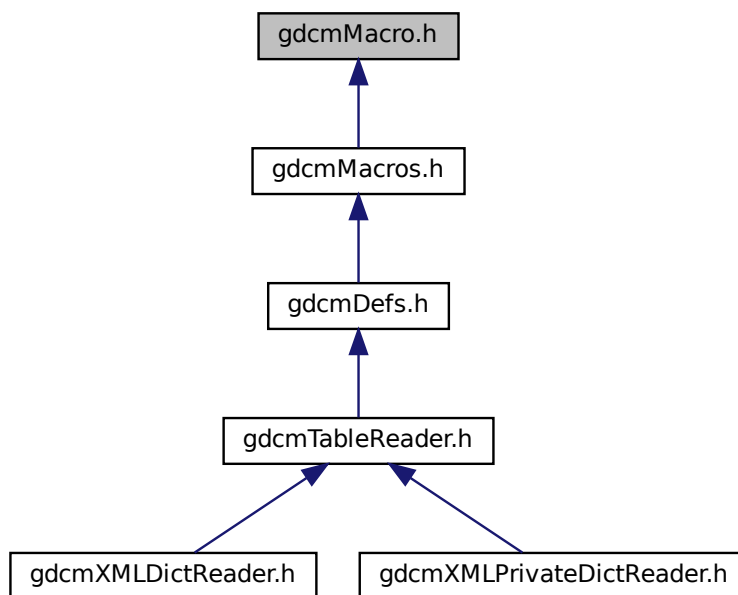 gdcmMacro.h
gdcmMacros.h
gdcmDefs.h
gdcmTableReader.h
gdcmXMLDictReader.h
gdcmXMLPrivateDictReader.h